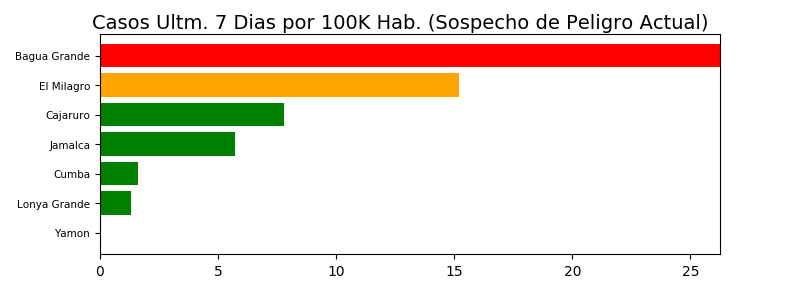 Casos Ultm. 7 Dias por 100K Hab. (Sospecho de Peligro Actual)
Bagua Grande
El Milagro
Cajaruro
Jamalca
Cumba
Lonya Grande
Yamon
0 5 10 15 20 25